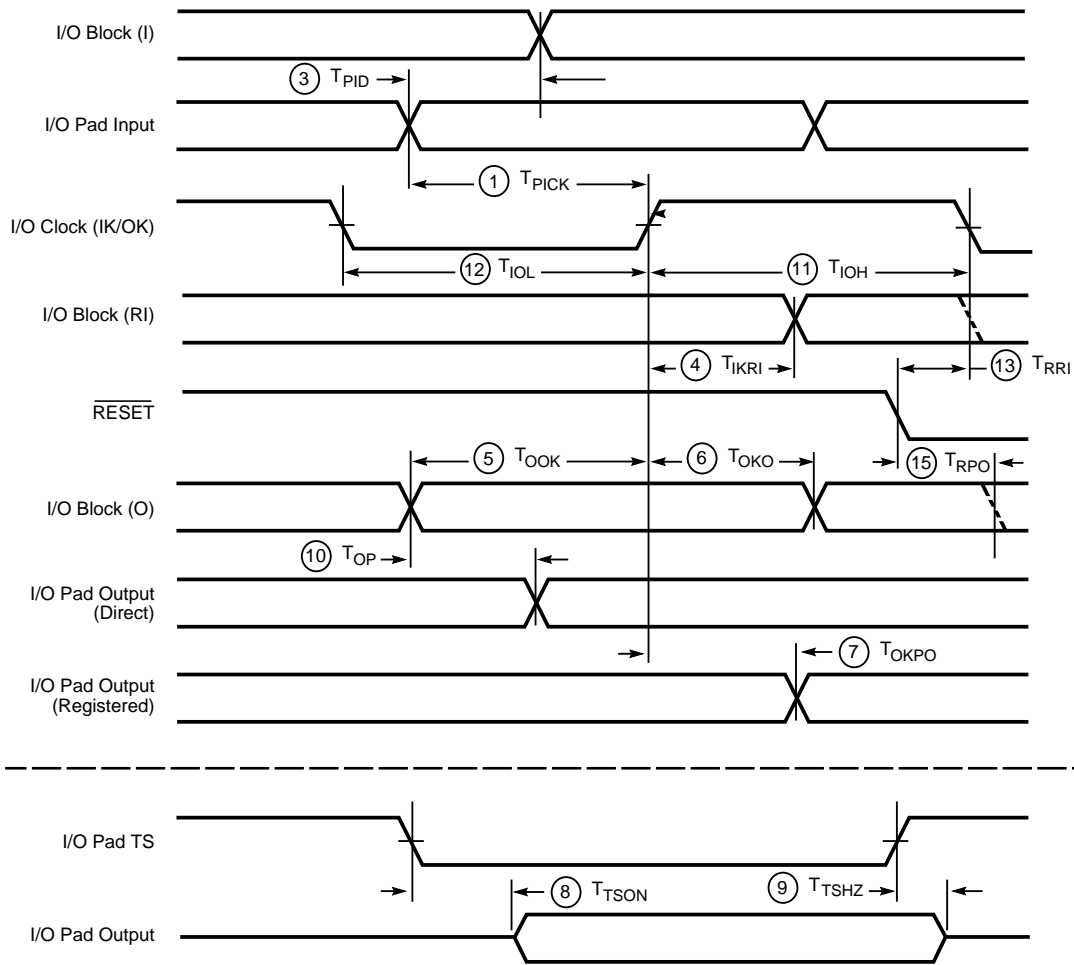 I/O Block (I)
3 TPID
I/O Pad Input
1 TPICK
I/O Clock (IK/OK)
12 TIOL
11 TIOH
I/O Block (RI)
4 TIKRI
13 TRRI
RESET
5 TOOK
6 TOKO
15 TRPO
I/O Block (O)
10 TOP
I/O Pad Output
(Direct)
7 TOKPO
I/O Pad Output
(Registered)
I/O Pad TS
8 TTSON
9 TTSHZ
I/O Pad Output